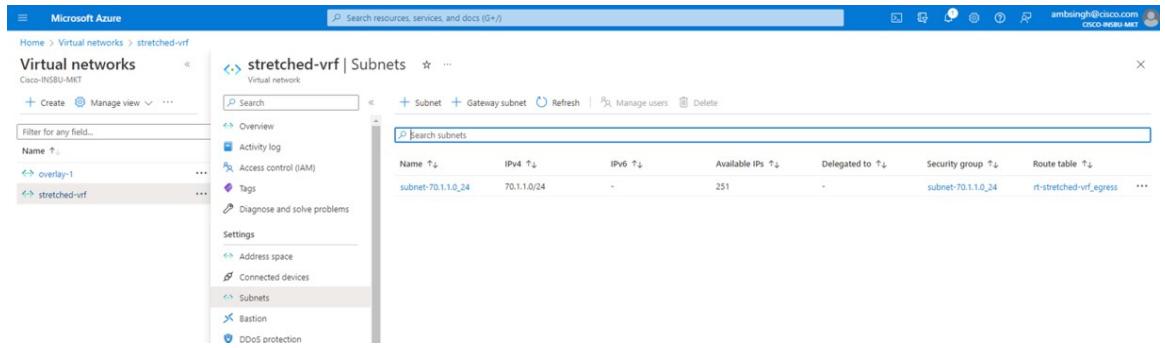 Microsoft Azure
Search resources, services, and docs (G+/)
1
ambsingh@cisco.com
CISCO-INSBU-MKT
Home > Virtual networks > stretched-vrf
Virtual networks
Cisco-INSBU-MKT
+ Create Manage view ...
Filter for any field...
Name ↑↓
overlay-1 ...
stretched-vrf ...
stretched-vrf | Subnets ☆ ...
Virtual network
Search
Overview
Activity log
Access control (IAM)
Tags
Diagnose and solve problems
Settings
Address space
Connected devices
Subnets
Bastion
DDoS protection
+ Subnet + Gateway subnet Refresh Manage users Delete
Search subnets
Name ↑↓ IPv4 ↑↓ IPv6 ↑↓ Available IPs ↑↓ Delegated to ↑↓ Security group ↑↓ Route table ↑↓
subnet-70.1.1.0_24 70.1.1.0/24 - 251 - subnet-70.1.1.0_24 rt-stretched-vrf_egress ...